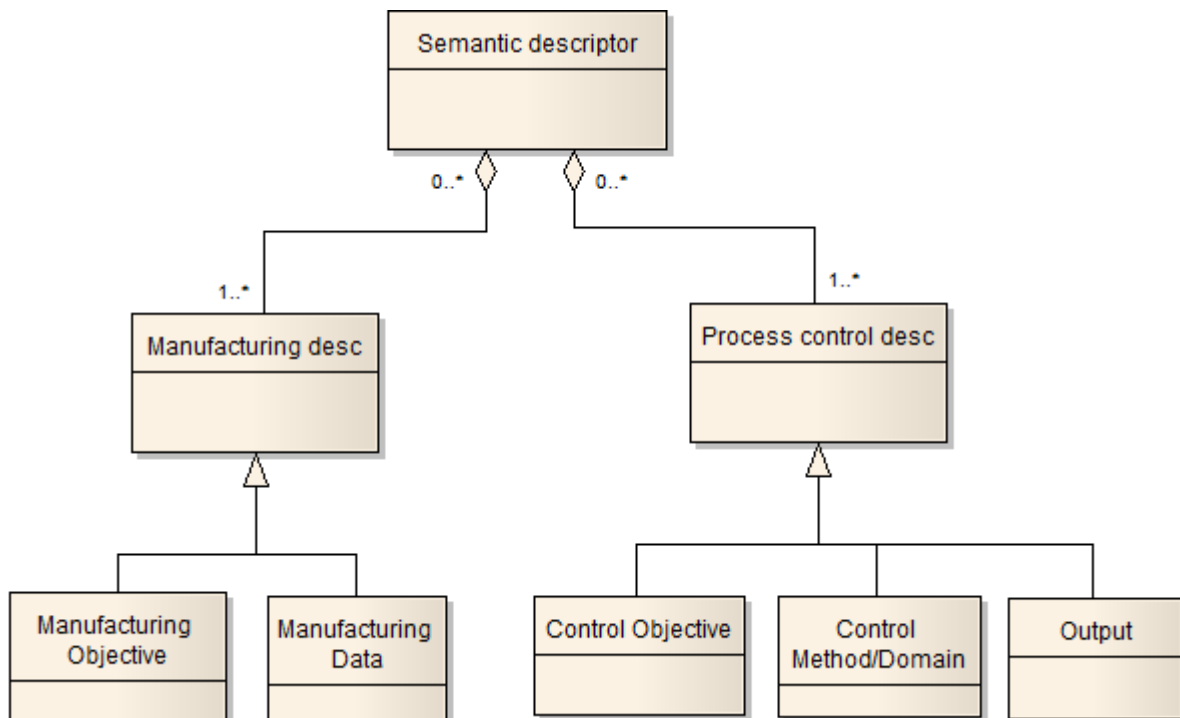 Semantic descriptor
0..*
0..*
1..*
1..*
Manufacturing desc
Process control desc
Manufacturing
Objective
Manufacturing
Data
Control Objective
Control
Method/Domain
Output